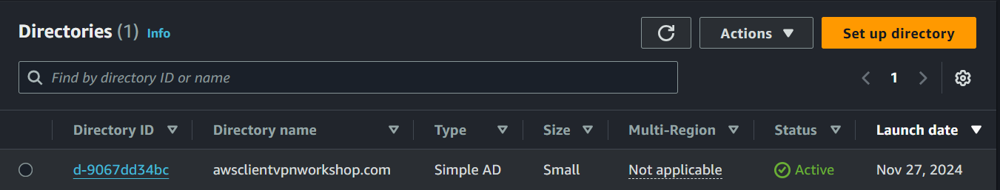 Directories (1) Info
Actions
Set up directory
Find by directory ID or name
1
Directory ID Directory name Type Size Multi-Region Status Launch date
d-9067dd34bc awsclientvpnworkshop.com Simple AD Small Not applicable Active Nov 27, 2024